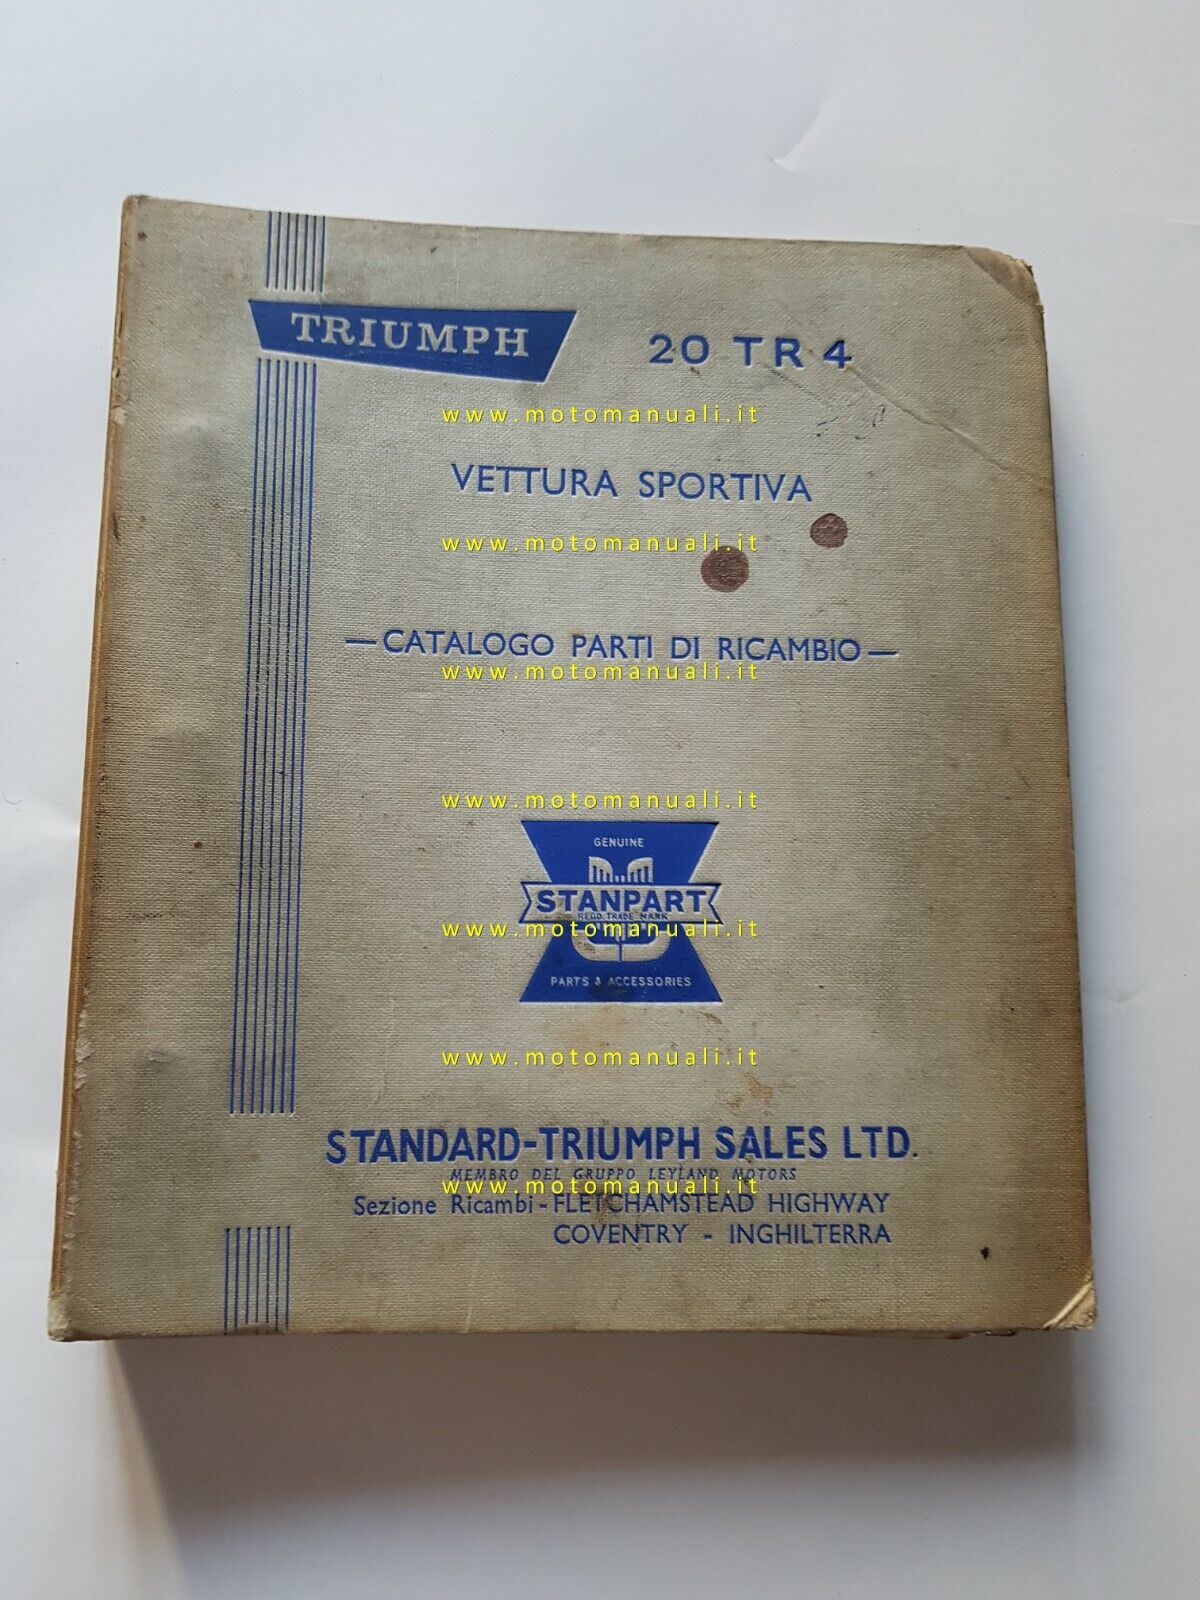 TRIUMPH 20 TR4
www.motomanuali.it
VETTURA SPORTIVA
www.motomanuali.it
—CATALOGO PARTI DI RICAMBIO—
www.motomanuali.it
www.motomanuali.it
GENUINE
STANPART
REGD. TRADE MARK
www.motomanuali.it
PARTS & ACCESSORIES
www.motomanuali.it
STANDARD-TRIUMPH SALES LTD.
MEMBRO DEL GRUPPO LEYLAND MOTORS
www.motomanuali.it
Sezione Ricambi - FLETCHAMSTEAD HIGHWAY
COVENTRY - INGHILTERRA